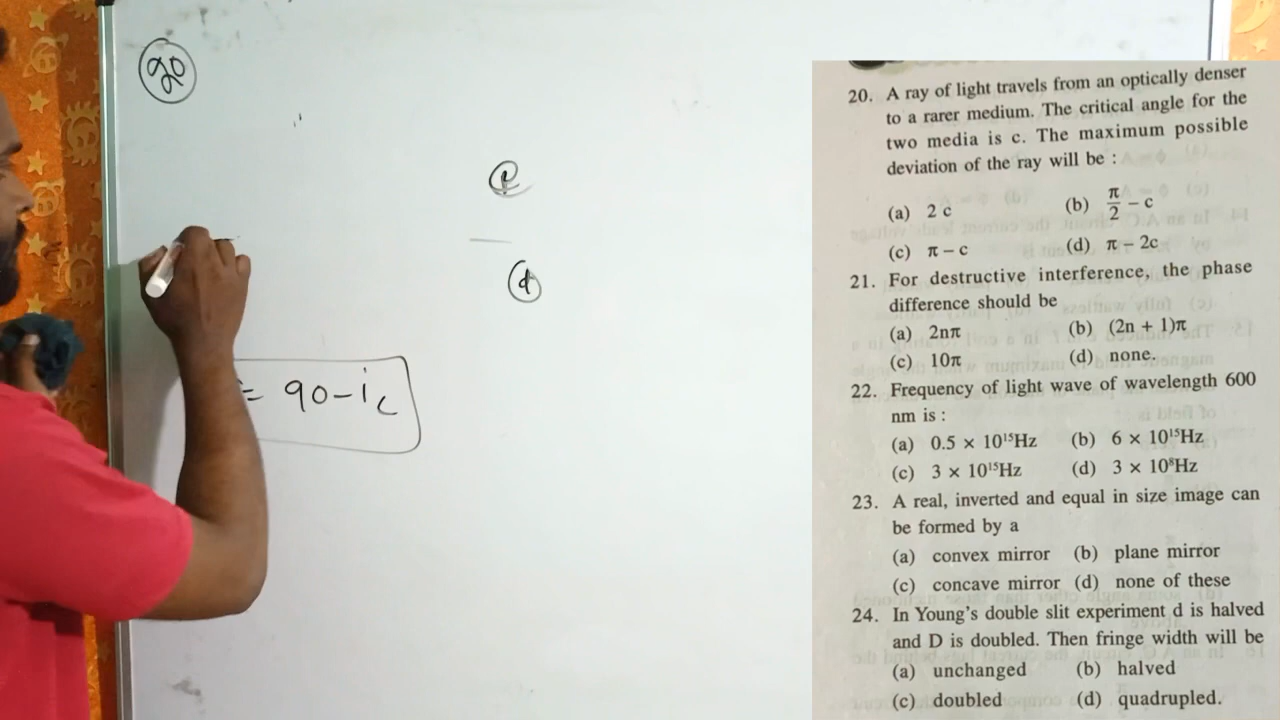 20
r
d
= 90-ic
20. A ray of light travels from an optically denser
to a rarer medium. The critical angle for the
two media is c. The maximum possible
deviation of the ray will be :
(a) 2 c (b) π/2 – c
(c) π – c (d) π – 2c
21. For destructive interference, the phase
difference should be
(a) 2nπ (b) (2n + 1)π
(c) 10π (d) none.
22. Frequency of light wave of wavelength 600
nm is :
(a) 0.5 × 10¹⁵Hz (b) 6 × 10¹⁵Hz
(c) 3 × 10¹⁵Hz (d) 3 × 10⁸Hz
23. A real, inverted and equal in size image can
be formed by a
(a) convex mirror (b) plane mirror
(c) concave mirror (d) none of these
24. In Young's double slit experiment d is halved
and D is doubled. Then fringe width will be
(a) unchanged (b) halved
(c) doubled (d) quadrupled.